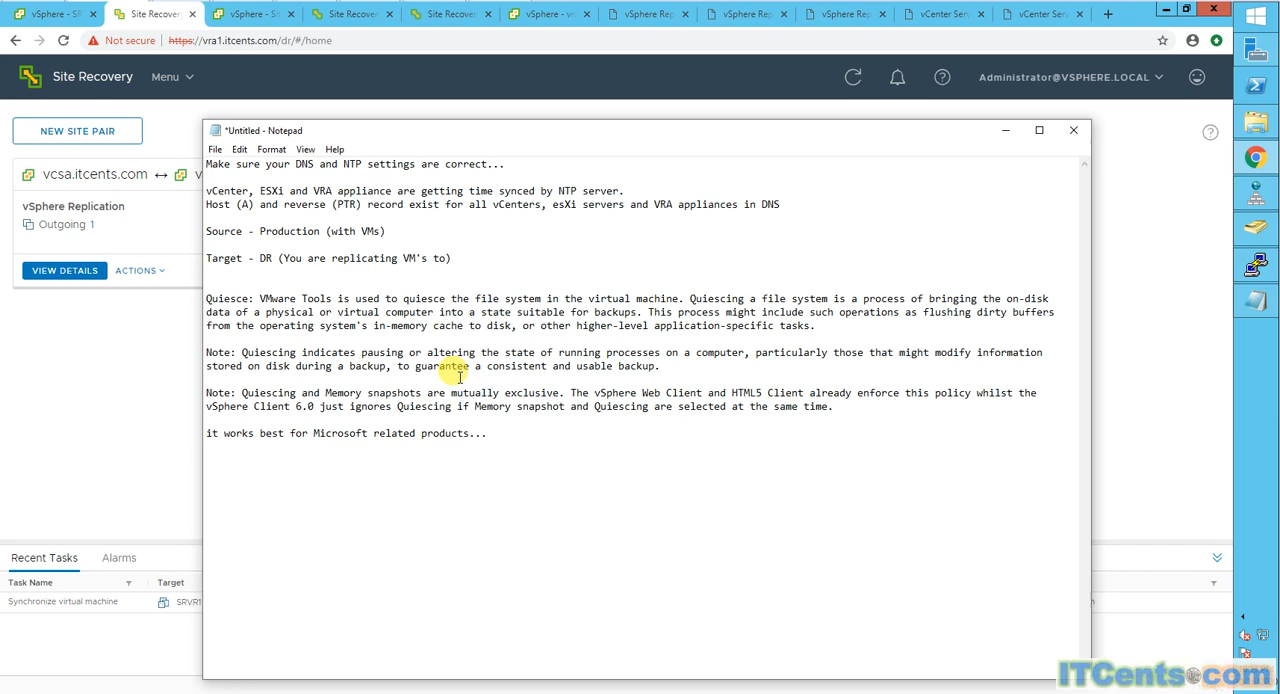 vSphere - SR
Site Recover
vSphere - Si
Site Recover
Site Recover
vSphere - vr
vSphere Rep
vSphere Rep
vSphere Rep
vCenter Serv
vCenter Serv
Not secure
https://vra1.itcents.com/dr/#/home
Site Recovery
Menu
Administrator@VSPHERE.LOCAL
NEW SITE PAIR
vcsa.itcents.com ↔ v
vSphere Replication
Outgoing 1
VIEW DETAILS
ACTIONS
*Untitled - Notepad
File Edit Format View Help
Make sure your DNS and NTP settings are correct...
vCenter, ESXi and VRA appliance are getting time synced by NTP server.
Host (A) and reverse (PTR) record exist for all vCenters, esXi servers and VRA appliances in DNS
Source - Production (with VMs)
Target - DR (You are replicating VM's to)
Quiesce: VMware Tools is used to quiesce the file system in the virtual machine. Quiescing a file system is a process of bringing the on-disk
data of a physical or virtual computer into a state suitable for backups. This process might include such operations as flushing dirty buffers
from the operating system's in-memory cache to disk, or other higher-level application-specific tasks.
Note: Quiescing indicates pausing or altering the state of running processes on a computer, particularly those that might modify information
stored on disk during a backup, to guarantee a consistent and usable backup.
Note: Quiescing and Memory snapshots are mutually exclusive. The vSphere Web Client and HTML5 Client already enforce this policy whilst the
vSphere Client 6.0 just ignores Quiescing if Memory snapshot and Quiescing are selected at the same time.
it works best for Microsoft related products...
Recent Tasks
Alarms
Task Name
Target
Synchronize virtual machine
SRVR1
ITCents.com